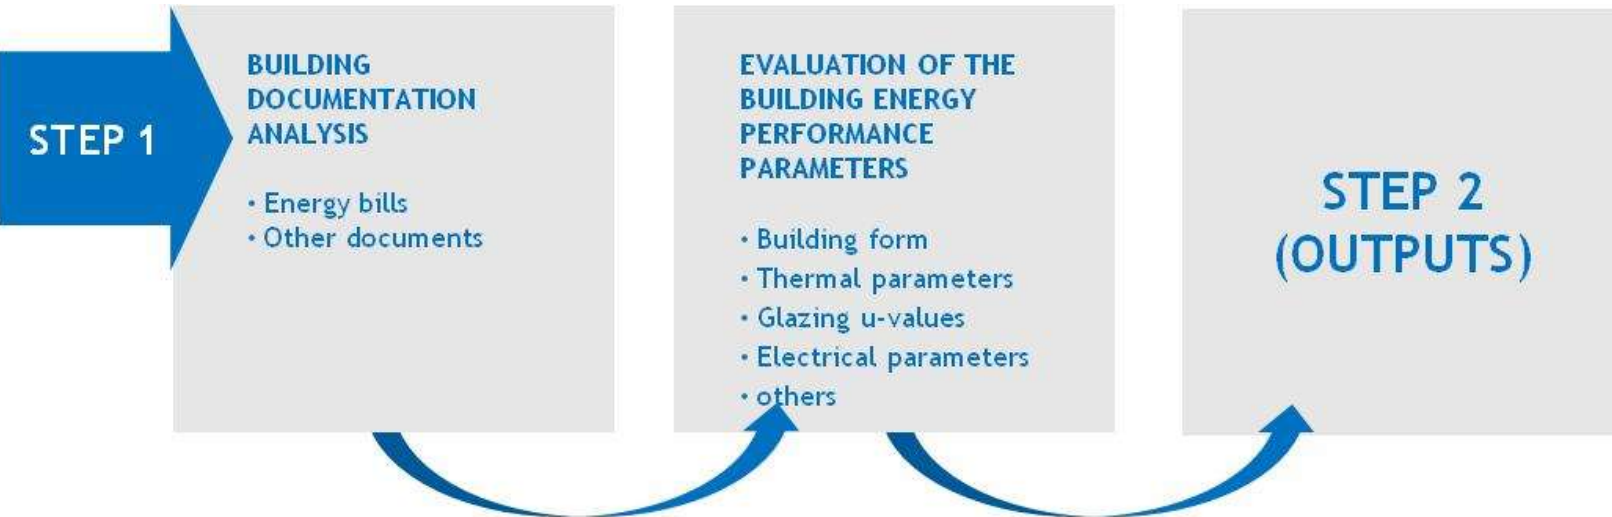 STEP 1
BUILDING
DOCUMENTATION
ANALYSIS
• Energy bills
• Other documents
EVALUATION OF THE
BUILDING ENERGY
PERFORMANCE
PARAMETERS
• Building form
• Thermal parameters
• Glazing u-values
• Electrical parameters
• others
STEP 2
(OUTPUTS)